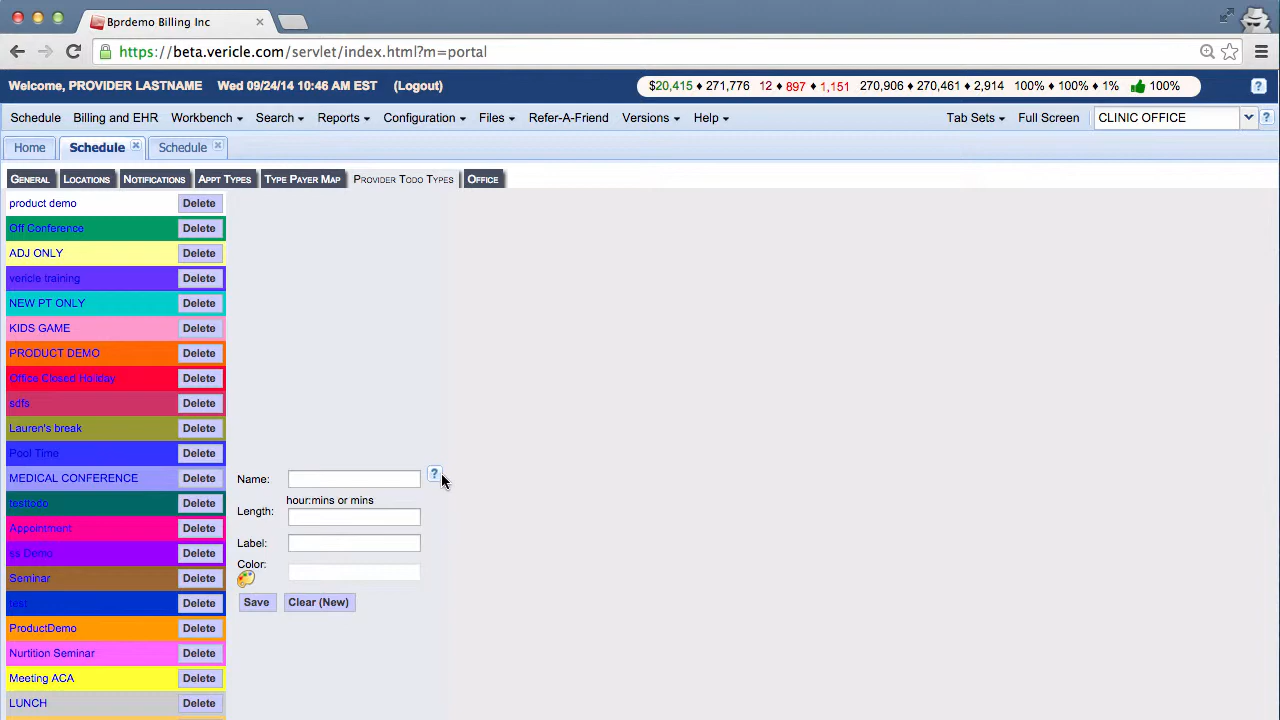 Bprdemo Billing Inc
https://beta.vericle.com/servlet/index.html?m=portal
Welcome, PROVIDER LASTNAME Wed 09/24/14 10:46 AM EST (Logout) $20,415 ♦ 271,776 12 ♦ 897 ♦ 1,151 270,906 ♦ 270,461 ♦ 2,914 100% ♦ 100% ♦ 1% 100% ?
Schedule Billing and EHR Workbench Search Reports Configuration Files Refer-A-Friend Versions Help Tab Sets Full Screen CLINIC OFFICE ?
Home Schedule Schedule
GENERAL LOCATIONS NOTIFICATIONS APPT TYPES TYPE PAYER MAP PROVIDER TODO TYPES OFFICE
product demo Delete
Off Conference Delete
ADJ ONLY Delete
vericle training Delete
NEW PT ONLY Delete
KIDS GAME Delete
PRODUCT DEMO Delete
Office Closed Holiday Delete
sdfs Delete
Lauren's break Delete
Pool Time Delete
MEDICAL CONFERENCE Delete
testtodo Delete
Appointment Delete
ss Demo Delete
Seminar Delete
test Delete
ProductDemo Delete
Nurtition Seminar Delete
Meeting ACA Delete
LUNCH Delete
Name: ?
hour:mins or mins
Length:
Label:
Color:
Save Clear (New)